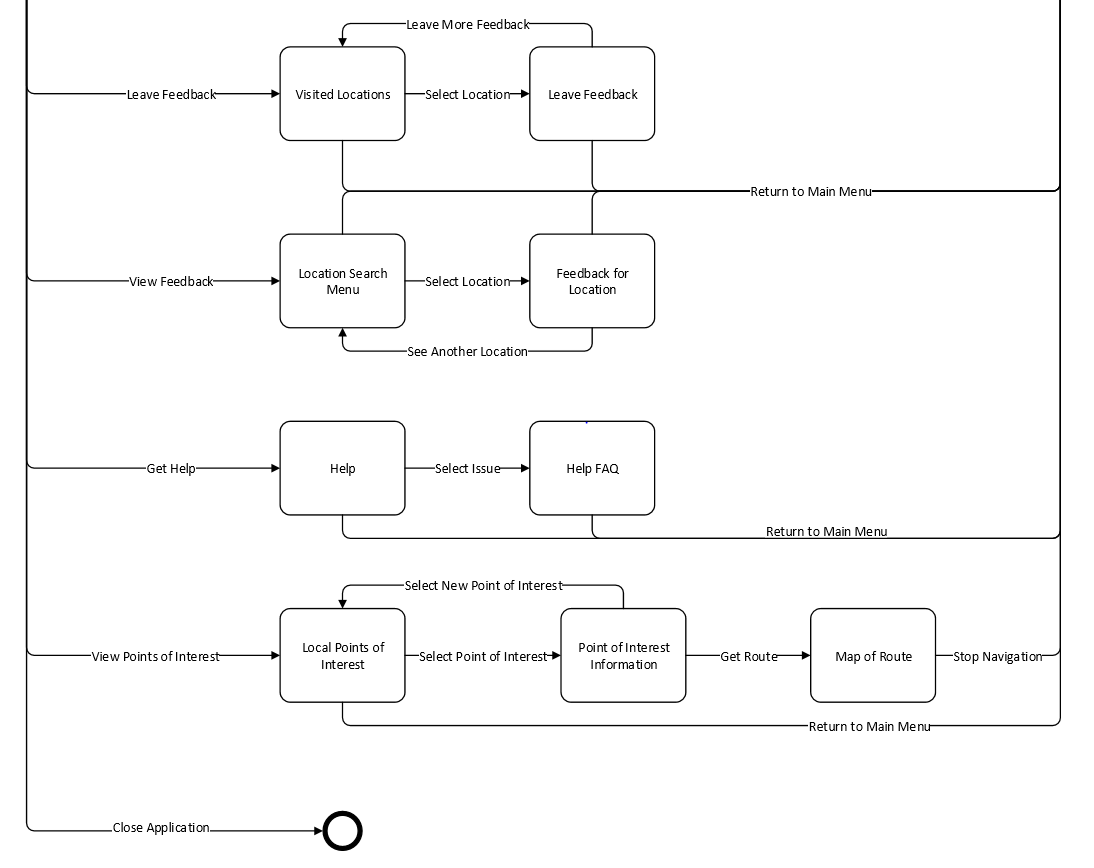 Leave More Feedback
Leave Feedback
Visited Locations
Select Location
Leave Feedback
Return to Main Menu
View Feedback
Location Search
Menu
Select Location
Feedback for
Location
See Another Location
Get Help
Help
Select Issue
Help FAQ
Return to Main Menu
Select New Point of Interest
View Points of Interest
Local Points of
Interest
Select Point of Interest
Point of Interest
Information
Get Route
Map of Route
Stop Navigation
Return to Main Menu
Close Application